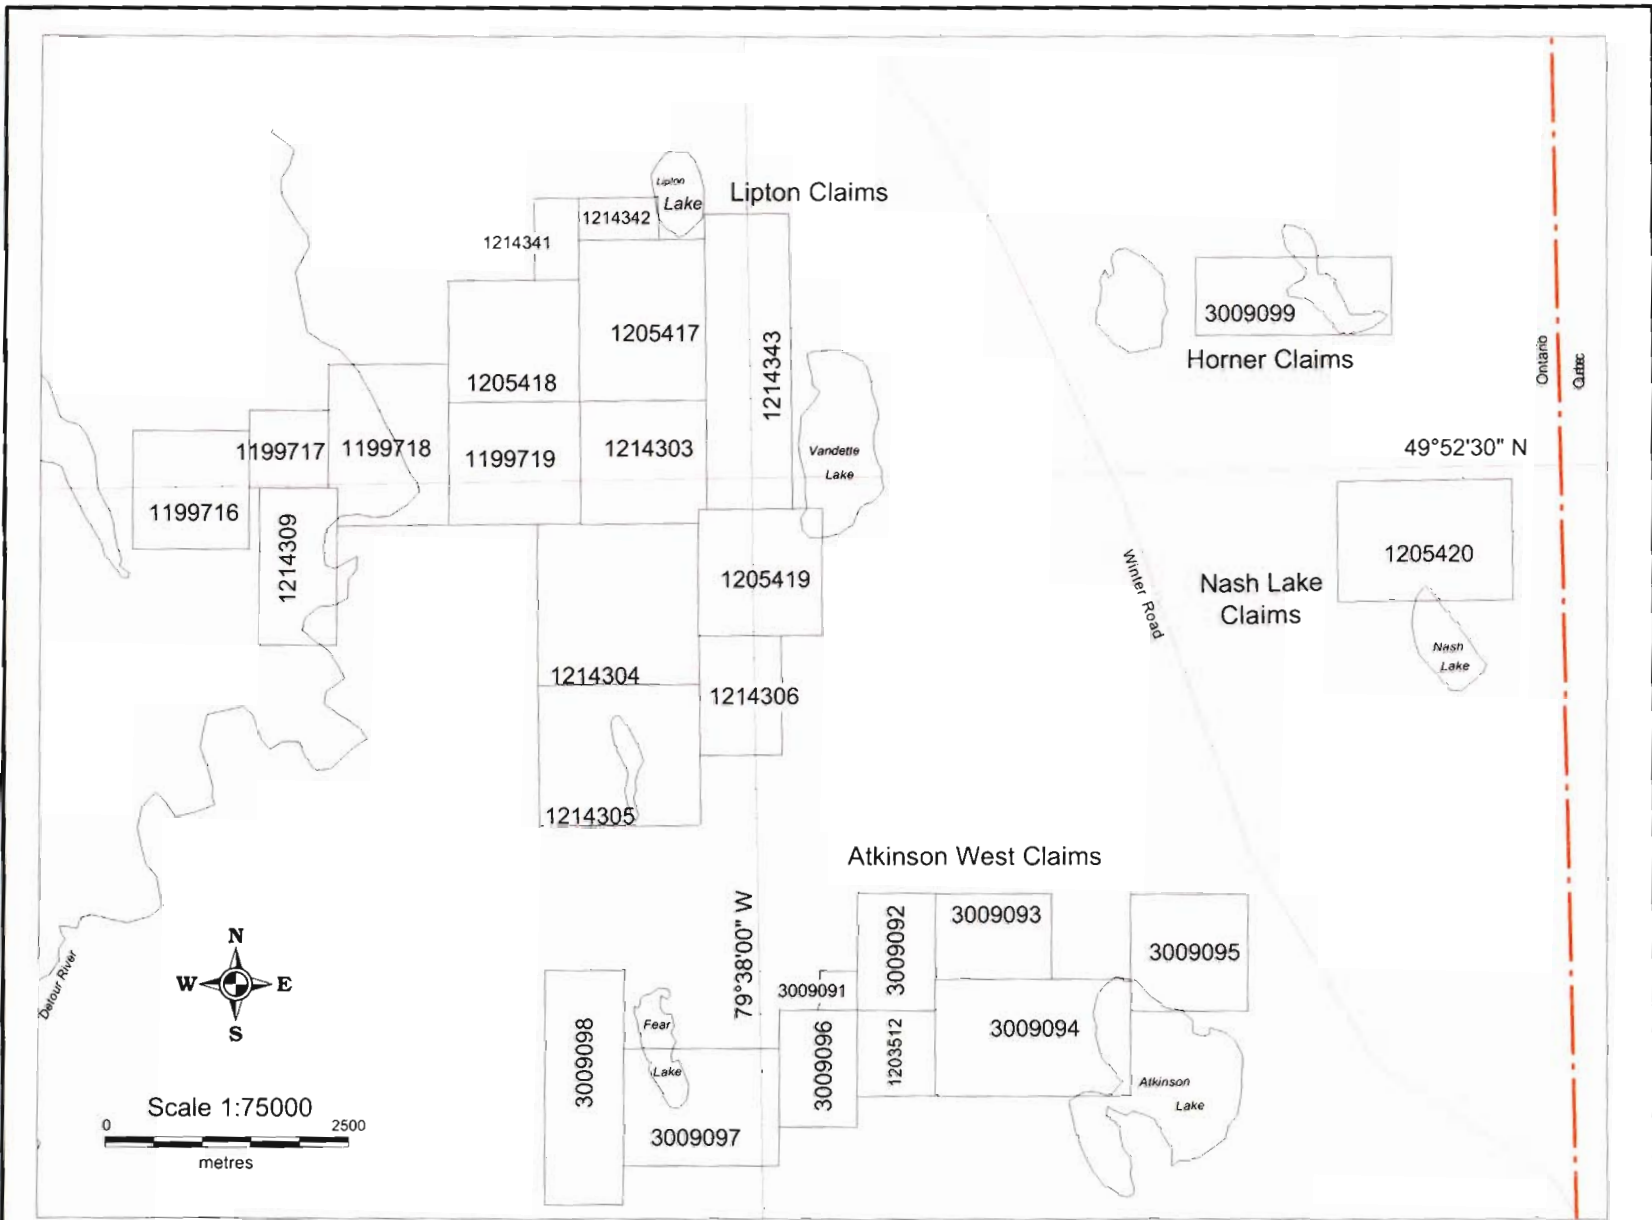 Lipton
Lake
Lipton Claims
1214342
1214341
3009099
Horner Claims
1205417
1205418
1214343
Ontario
Québec
1199717
1199718
1199719
1214303
Vandette
Lake
49°52'30" N
1199716
1214309
1205419
1205420
Winter Road
Nash Lake
Claims
Nash
Lake
1214304
1214306
1214305
Atkinson West Claims
79°38'00" W
3009092
3009093
3009095
3009091
Detour River
N
W
E
S
3009098
Fear
Lake
3009096
1203512
3009094
Atkinson
Lake
3009097
Scale 1:75000
0
2500
metres